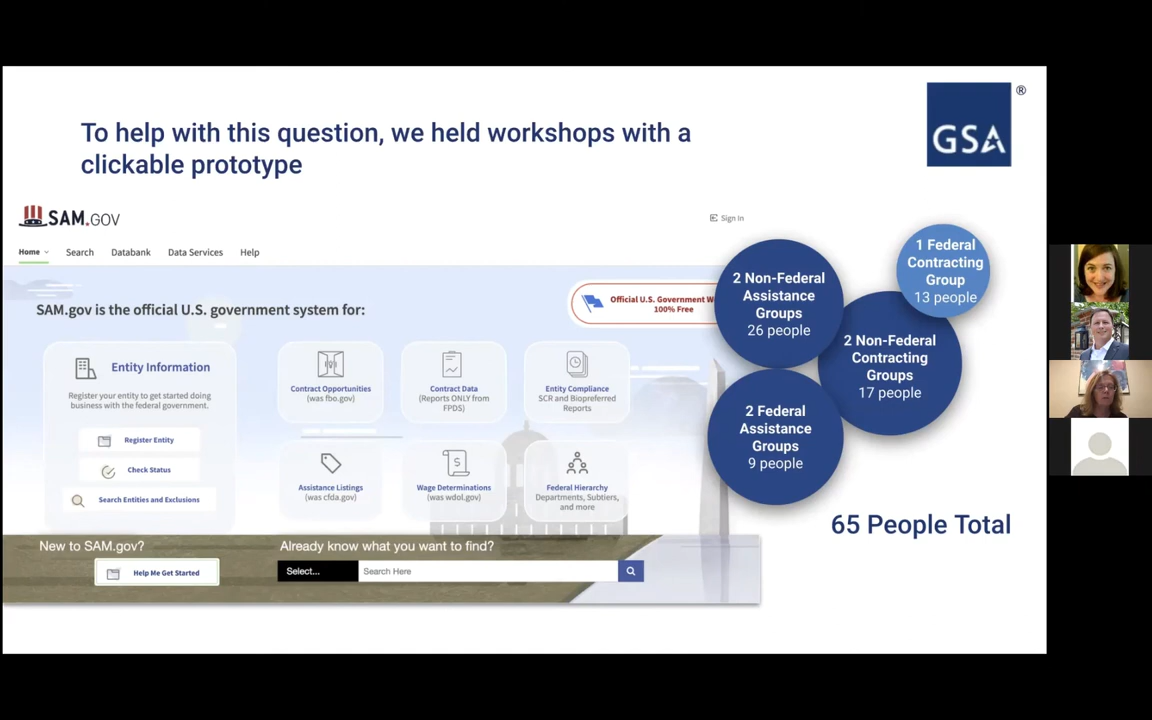 To help with this question, we held workshops with a
clickable prototype
GSA
®
SAM.GOV
Sign In
Home
Search
Databank
Data Services
Help
SAM.gov is the official U.S. government system for:
Official U.S. Government W
100% Free
Entity Information
Register your entity to get started doing
business with the federal government.
Register Entity
Check Status
Search Entities and Exclusions
Contract Opportunities
(was fbo.gov)
Contract Data
(Reports ONLY from
FPDS)
Entity Compliance
SCR and Biopreferred
Reports
Assistance Listings
(was cfda.gov)
Wage Determinations
(was wdol.gov)
Federal Hierarchy
Departments, Subtiers,
and more
New to SAM.gov?
Help Me Get Started
Already know what you want to find?
Select...
Search Here
2 Non-Federal
Assistance
Groups
26 people
1 Federal
Contracting
Group
13 people
2 Non-Federal
Contracting
Groups
17 people
2 Federal
Assistance
Groups
9 people
65 People Total